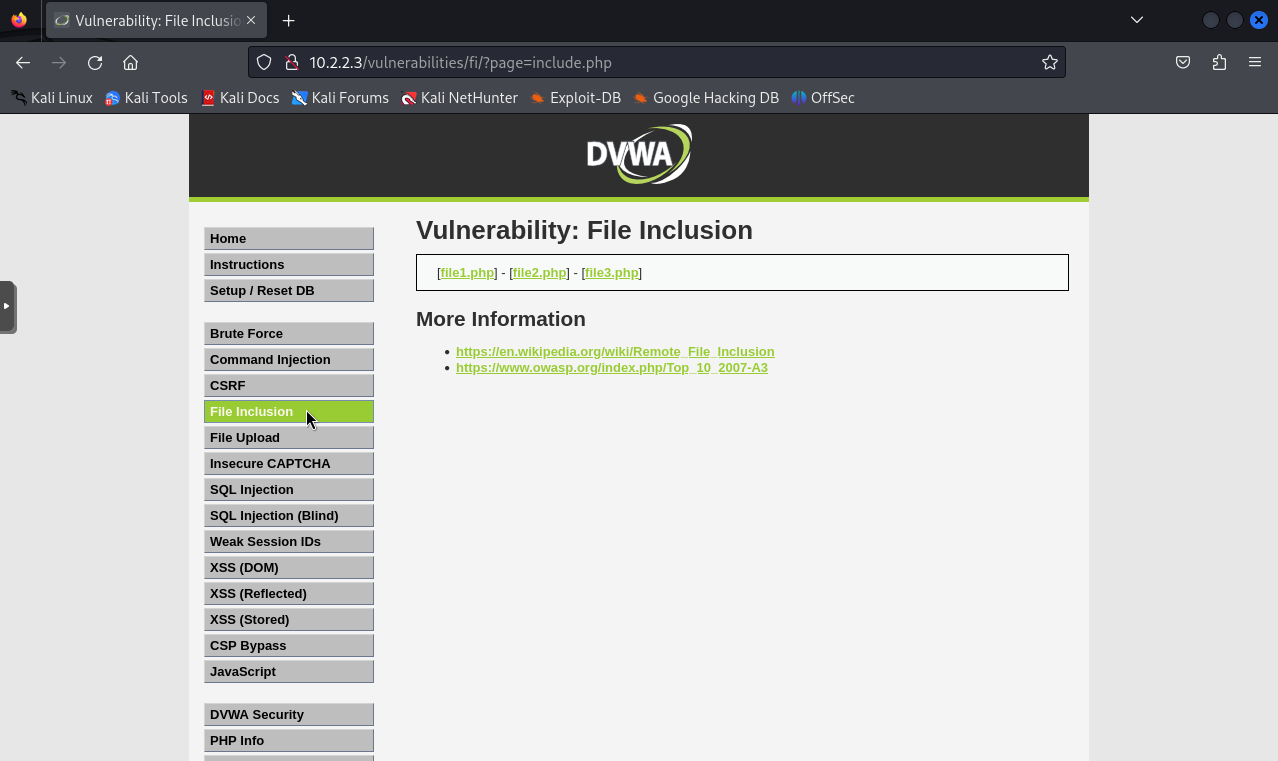 Vulnerability: File Inclusio
10.2.2.3/vulnerabilities/fi/?page=include.php
Kali Linux Kali Tools Kali Docs Kali Forums Kali NetHunter Exploit-DB Google Hacking DB OffSec
DVWA
Home
Instructions
Setup / Reset DB
Brute Force
Command Injection
CSRF
File Inclusion
File Upload
Insecure CAPTCHA
SQL Injection
SQL Injection (Blind)
Weak Session IDs
XSS (DOM)
XSS (Reflected)
XSS (Stored)
CSP Bypass
JavaScript
DVWA Security
PHP Info
Vulnerability: File Inclusion
[file1.php] - [file2.php] - [file3.php]
More Information
• https://en.wikipedia.org/wiki/Remote_File_Inclusion
• https://www.owasp.org/index.php/Top_10_2007-A3